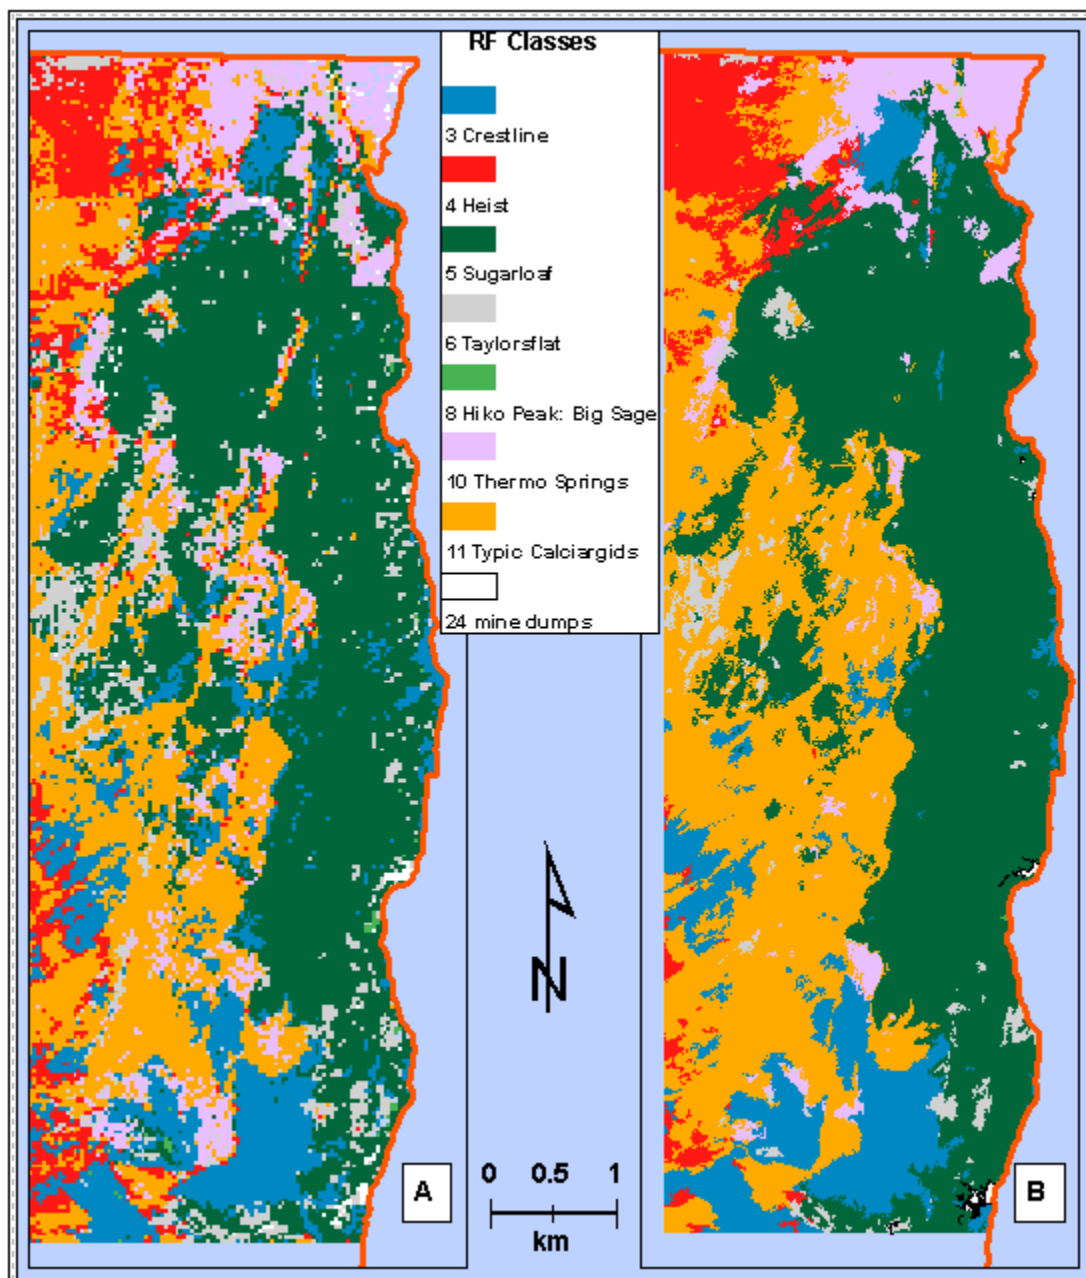 RF Classes
3 Crestline
4 Heist
5 Sugarloaf
6 Taylorsflat
8 Hiko Peak: Big Sage
10 Thermo Springs
11 Typic Calciargids
24 mine dumps
N
A
0 0.5 1
km
B